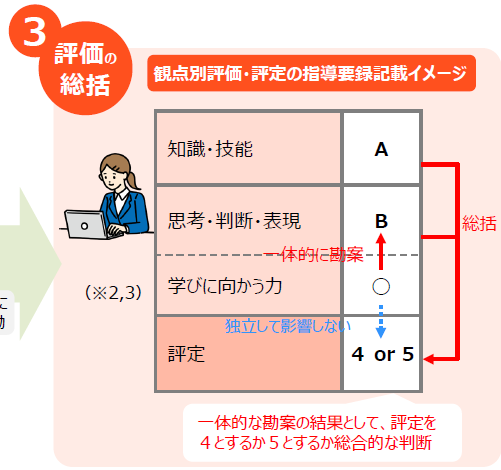 3
評価の
総括
観点別評価・評定の指導要録記載イメージ
知識・技能
A
思考・判断・表現
B
総括
一体的に勘案
学びに向かう力
○
(※2,3)
に
独立して影響しない
評定
4 or 5
一体的な勘案の結果として、評定を
4とするか5とするか総合的な判断